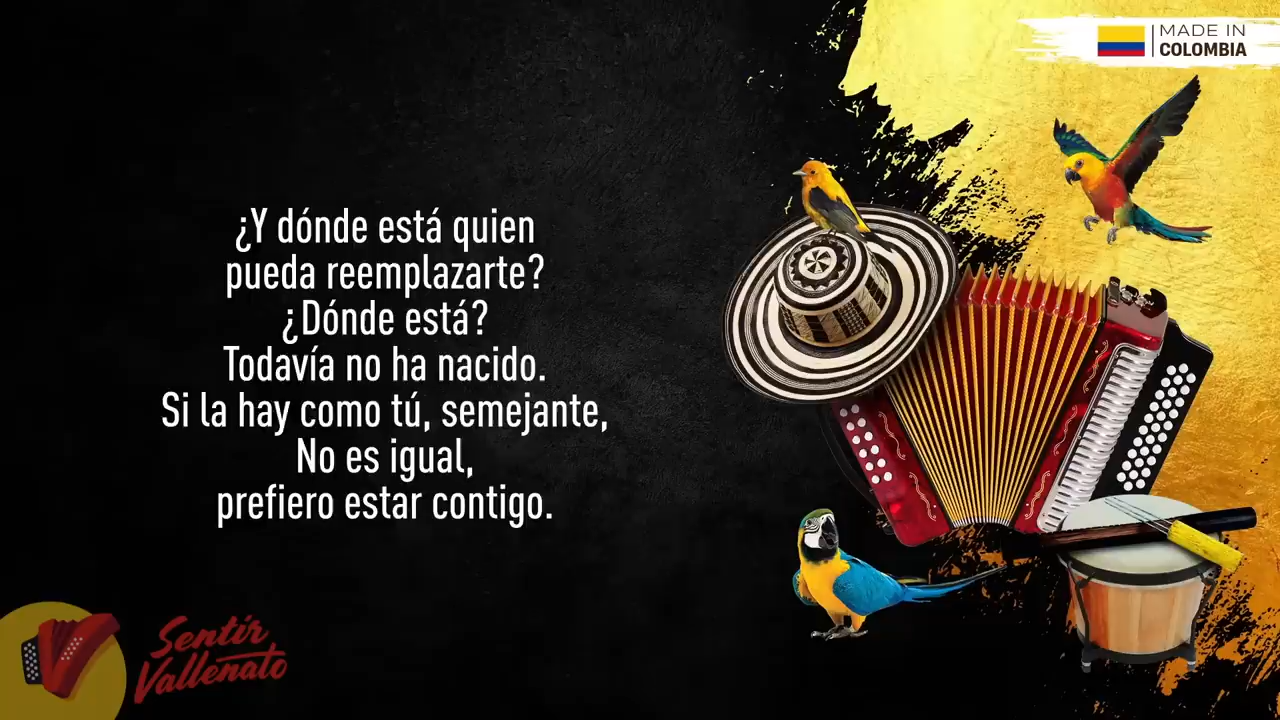 MADE IN
COLOMBIA
¿Y dónde está quien
pueda reemplazarte?
¿Dónde está?
Todavía no ha nacido.
Si la hay como tú, semejante,
No es igual,
prefiero estar contigo.
Sentir
Vallenato